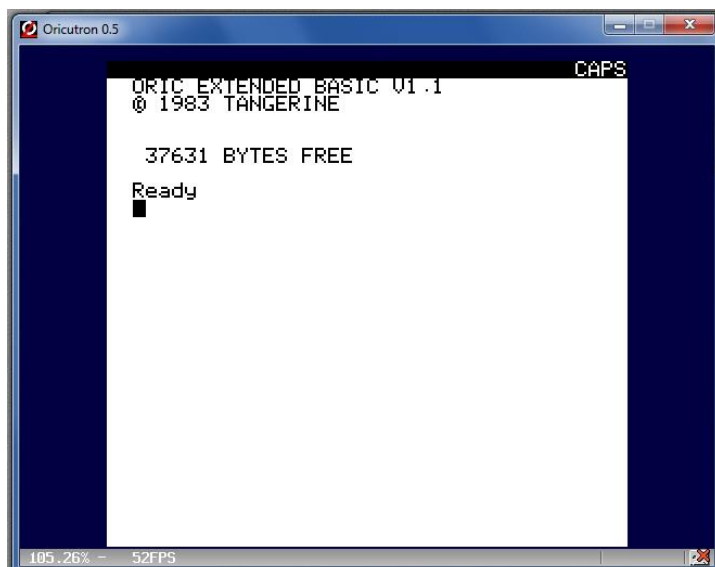 Oricutron 0.5
CAPS
ORIC EXTENDED BASIC V1.1
© 1983 TANGERINE
37631 BYTES FREE
Ready
105.26% - 52FPS